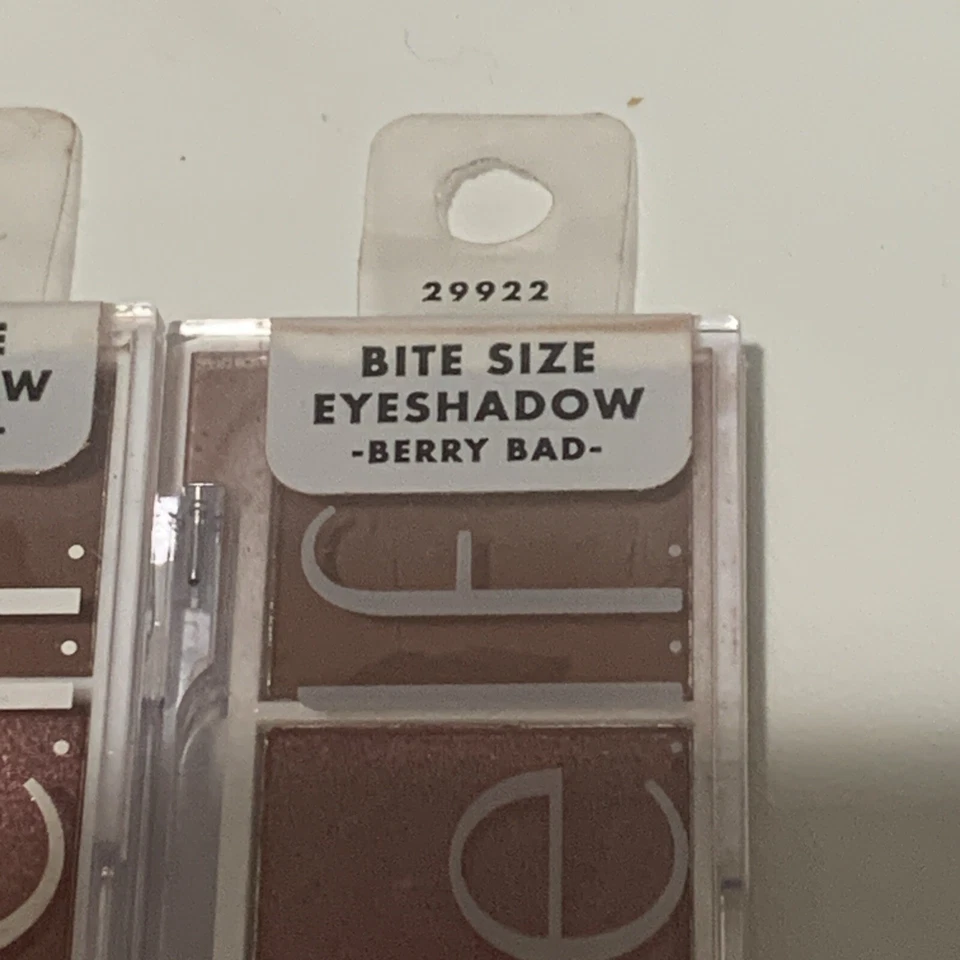 29922
BITE SIZE
EYESHADOW
-BERRY BAD-
e.l.f.
E
W
-